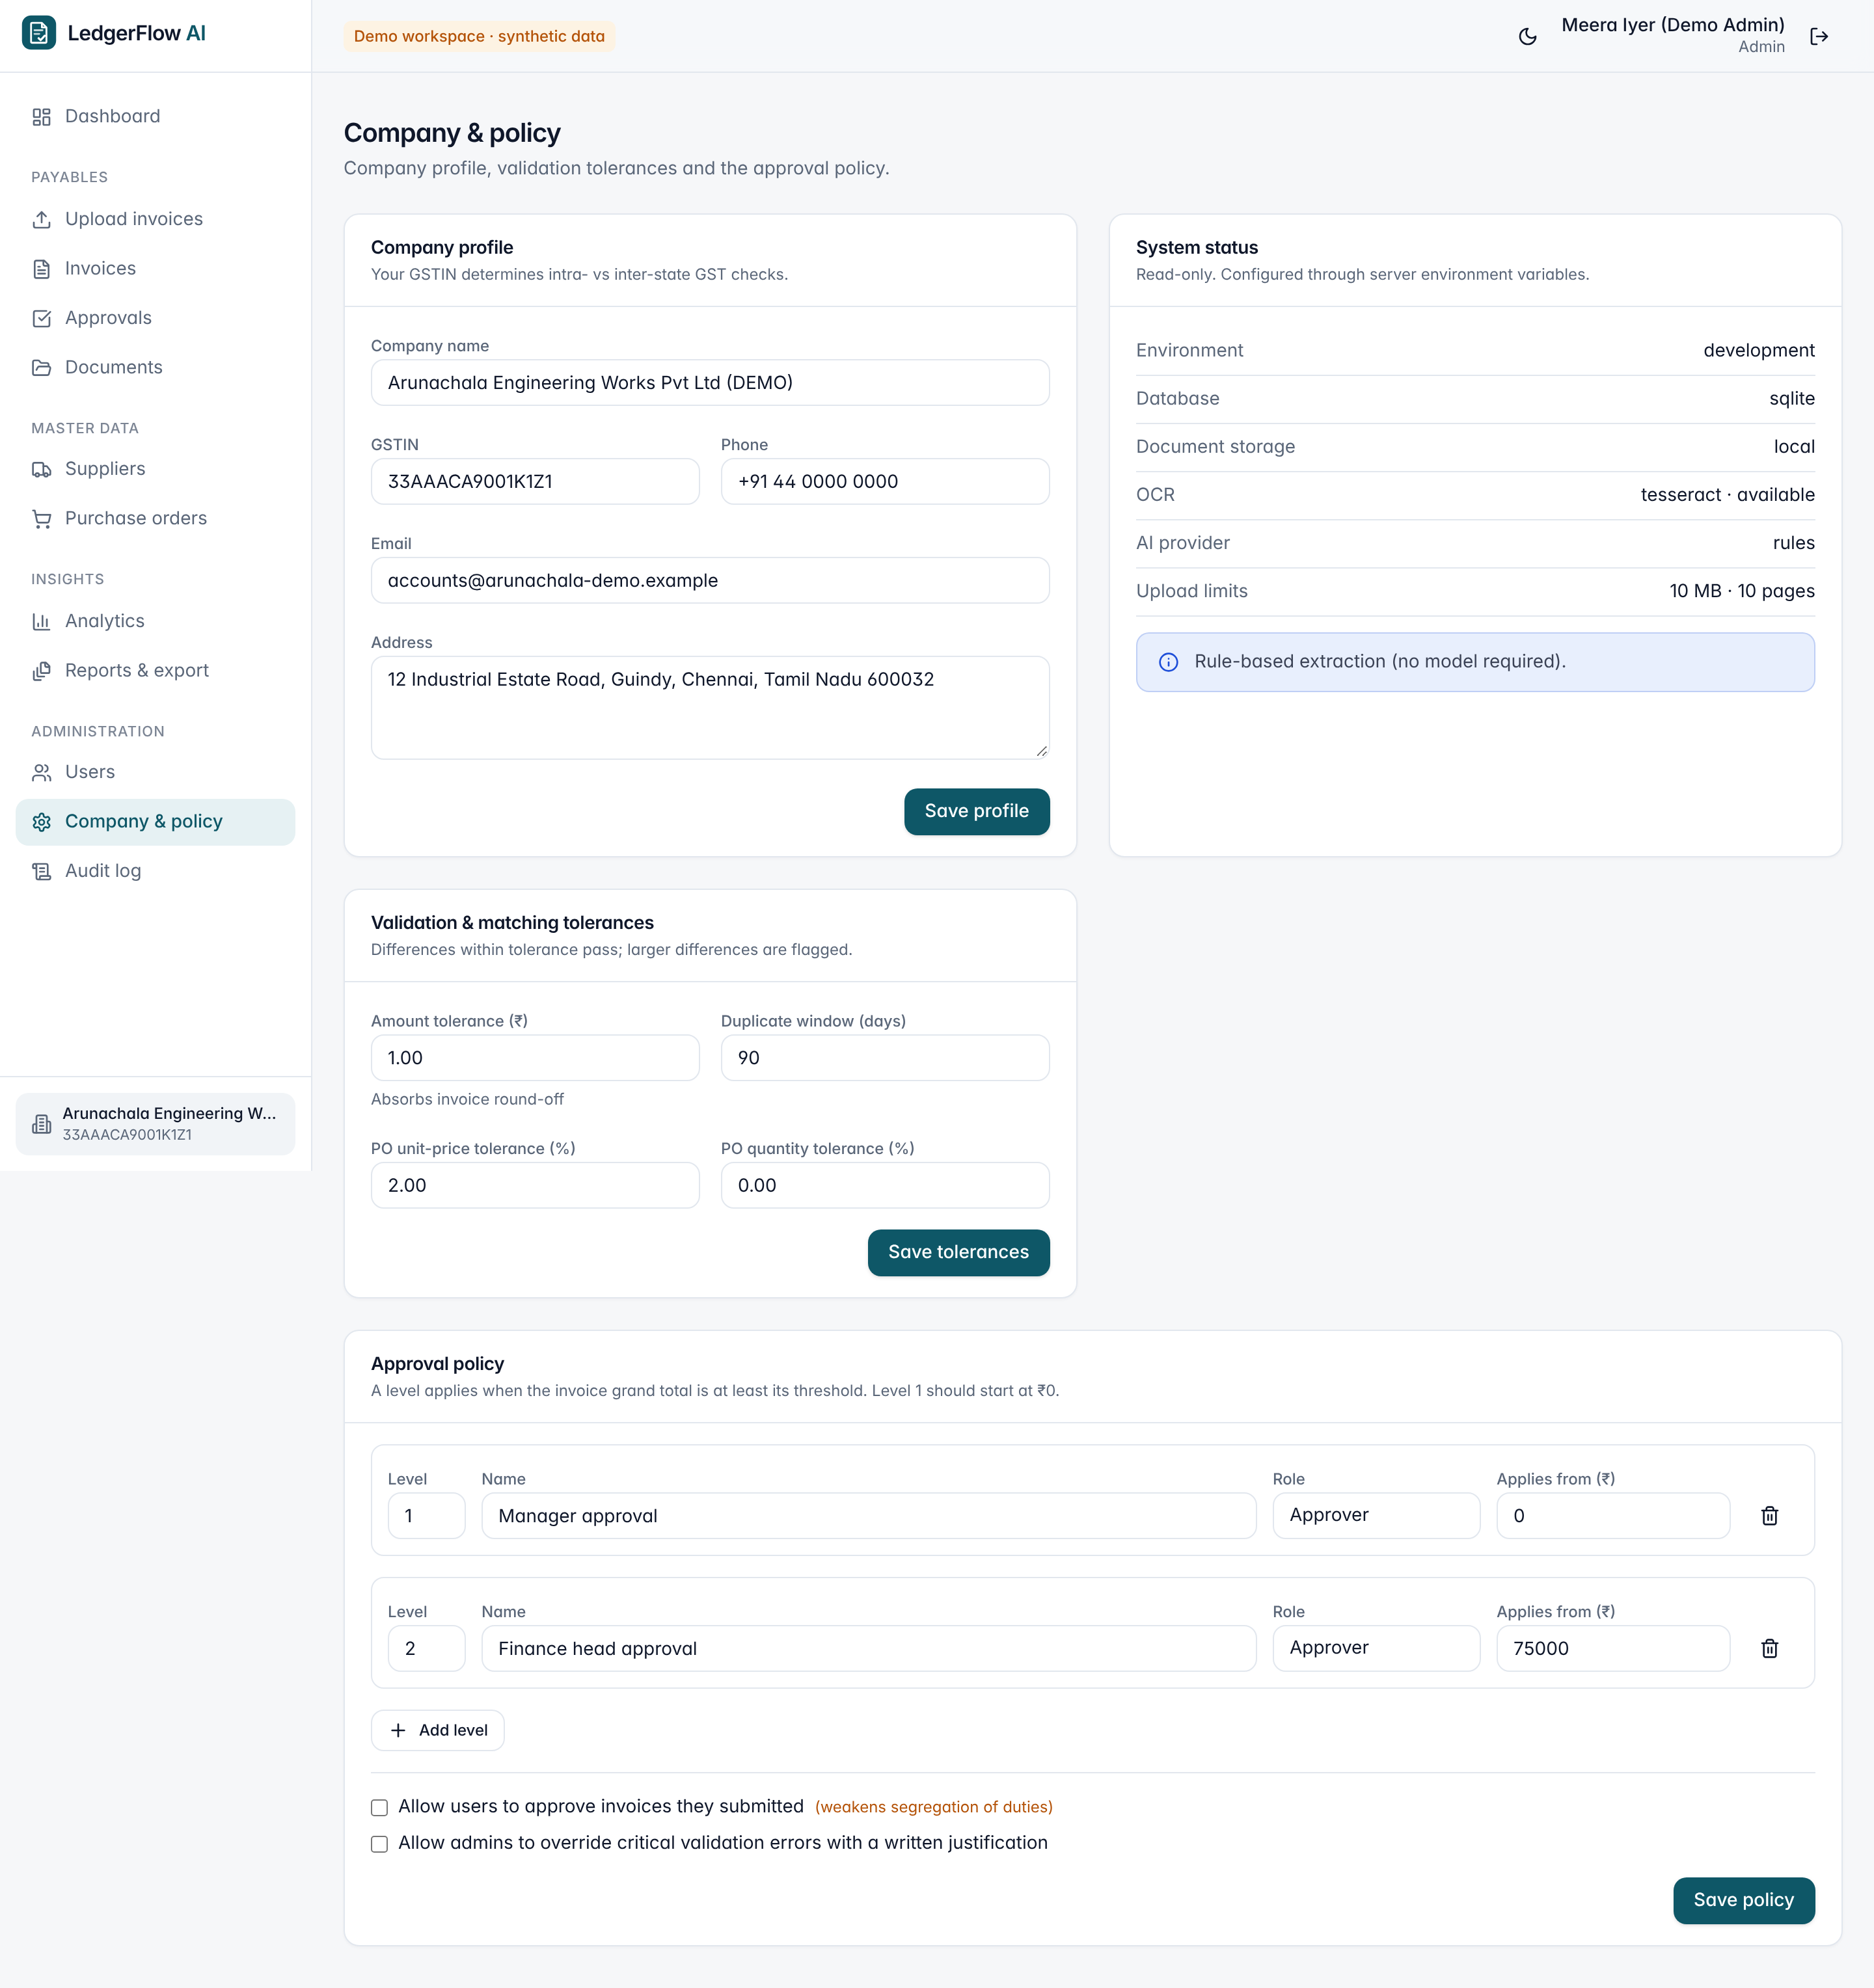 LedgerFlow AI
Demo workspace · synthetic data
Meera Iyer (Demo Admin)
Admin
Dashboard
PAYABLES
Upload invoices
Invoices
Approvals
Documents
MASTER DATA
Suppliers
Purchase orders
INSIGHTS
Analytics
Reports & export
ADMINISTRATION
Users
Company & policy
Audit log
Arunachala Engineering W...
33AAACA9001K1Z1
Company & policy
Company profile, validation tolerances and the approval policy.
Company profile
Your GSTIN determines intra- vs inter-state GST checks.
Company name
Arunachala Engineering Works Pvt Ltd (DEMO)
GSTIN
33AAACA9001K1Z1
Phone
+91 44 0000 0000
Email
accounts@arunachala-demo.example
Address
12 Industrial Estate Road, Guindy, Chennai, Tamil Nadu 600032
Save profile
System status
Read-only. Configured through server environment variables.
Environment development
Database sqlite
Document storage local
OCR tesseract · available
AI provider rules
Upload limits 10 MB · 10 pages
Rule-based extraction (no model required).
Validation & matching tolerances
Differences within tolerance pass; larger differences are flagged.
Amount tolerance (₹)
1.00
Absorbs invoice round-off
Duplicate window (days)
90
PO unit-price tolerance (%)
2.00
PO quantity tolerance (%)
0.00
Save tolerances
Approval policy
A level applies when the invoice grand total is at least its threshold. Level 1 should start at ₹0.
Level Name Role Applies from (₹)
1 Manager approval Approver 0
Level Name Role Applies from (₹)
2 Finance head approval Approver 75000
Add level
Allow users to approve invoices they submitted (weakens segregation of duties)
Allow admins to override critical validation errors with a written justification
Save policy